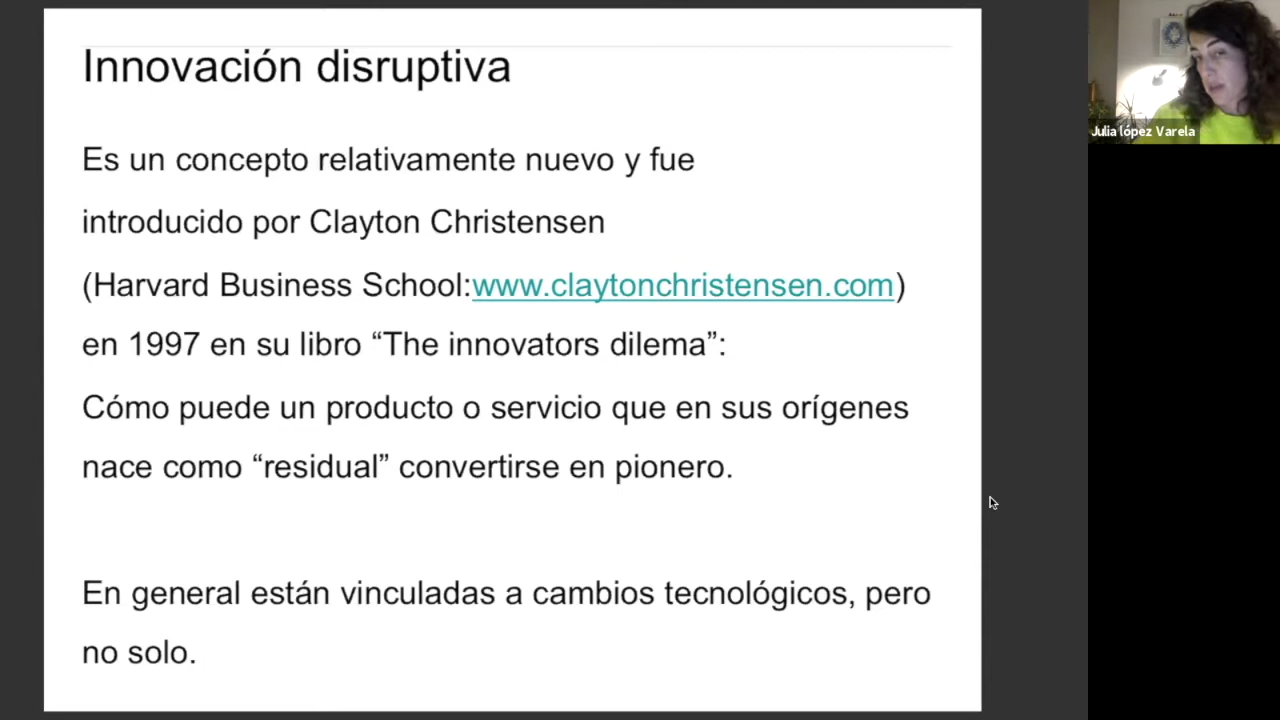 Innovación disruptiva
Es un concepto relativamente nuevo y fue
introducido por Clayton Christensen
(Harvard Business School:www.claytonchristensen.com)
en 1997 en su libro “The innovators dilema”:
Cómo puede un producto o servicio que en sus orígenes
nace como “residual” convertirse en pionero.
En general están vinculadas a cambios tecnológicos, pero
no solo.
Julia lópez Varela